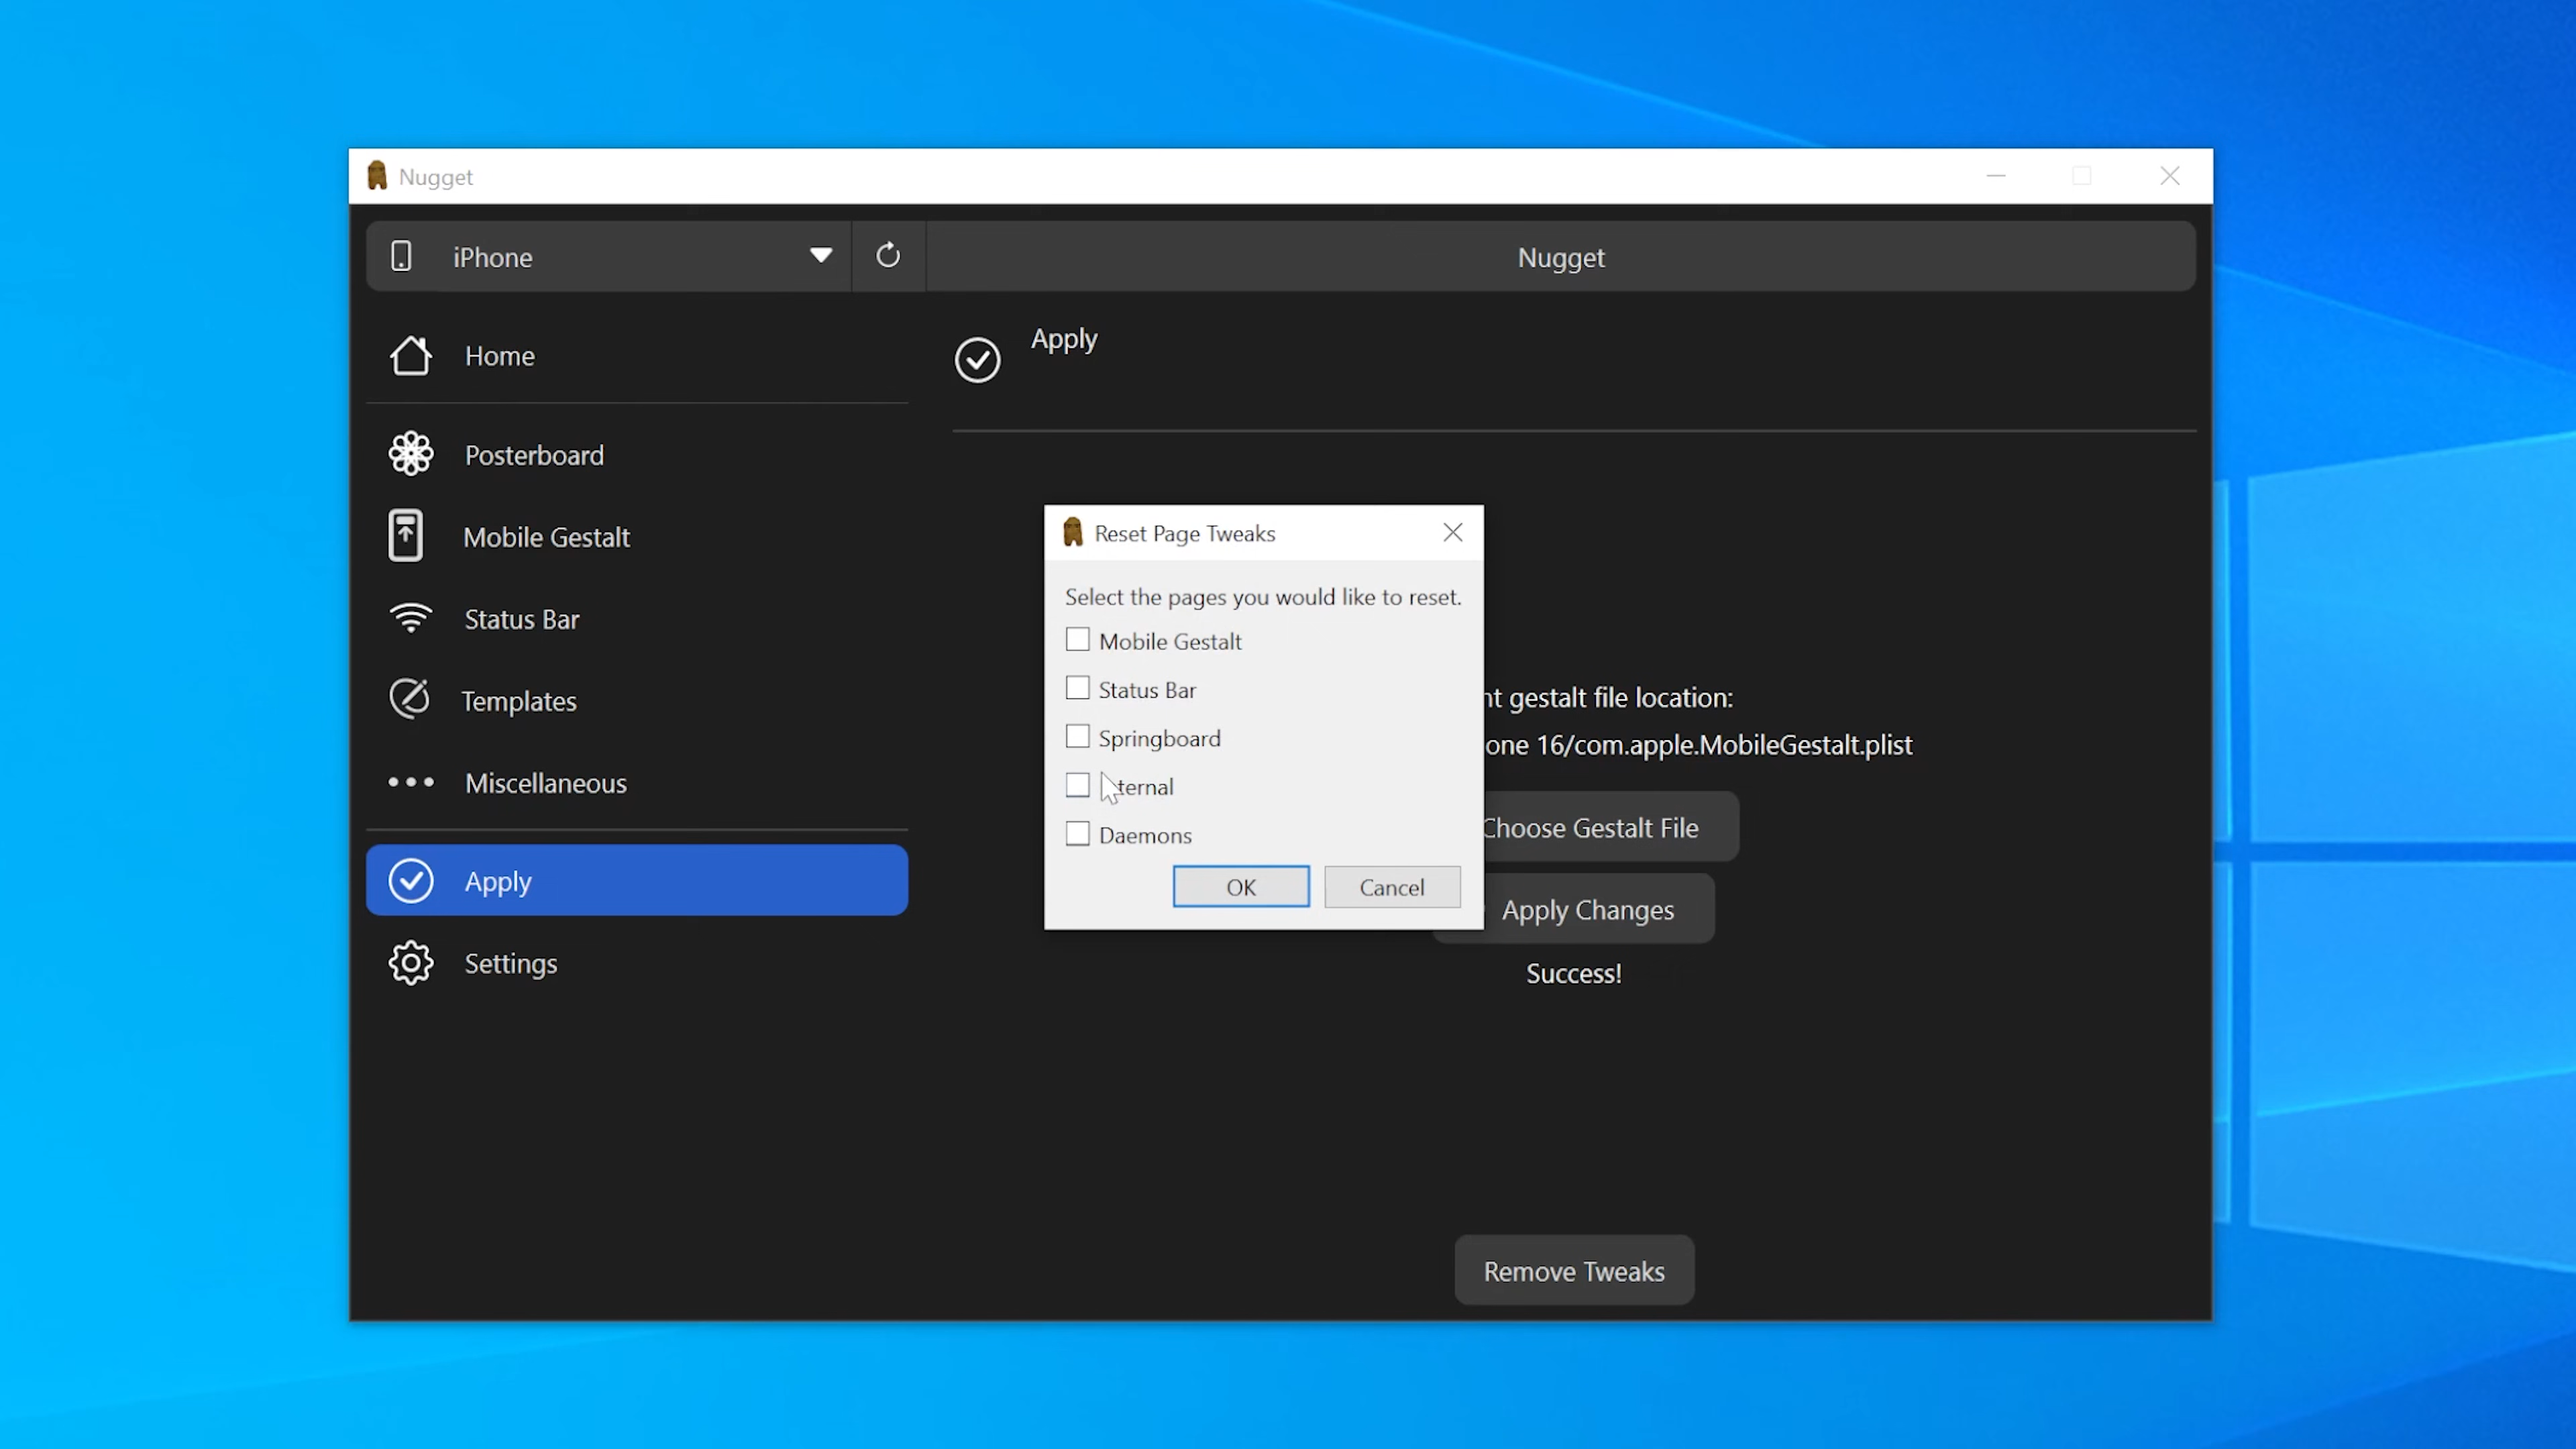 Nugget
iPhone
Nugget
Home
Apply
Posterboard
Mobile Gestalt
Status Bar
Templates
Miscellaneous
Apply
Settings
Reset Page Tweaks
Select the pages you would like to reset.
Mobile Gestalt
Status Bar
Springboard
ternal
Daemons
OK
Cancel
nt gestalt file location:
one 16/com.apple.MobileGestalt.plist
Choose Gestalt File
Apply Changes
Success!
Remove Tweaks